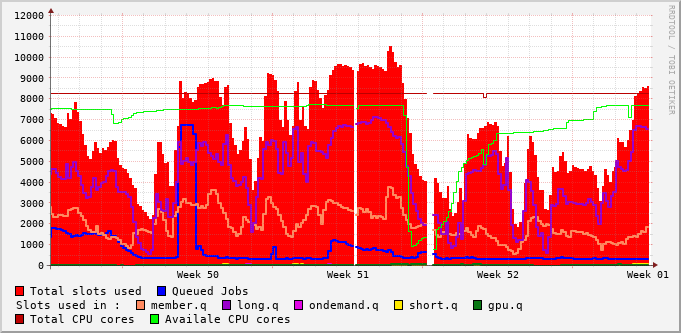 12000
11000
10000
9000
8000
7000
6000
5000
4000
3000
2000
1000
0
Week 50 Week 51 Week 52 Week 01
Total slots used Queued Jobs
Slots used in : member.q long.q ondemand.q short.q gpu.q
Total CPU cores Availale CPU cores
RRDTOOL / TOBI OETIKER